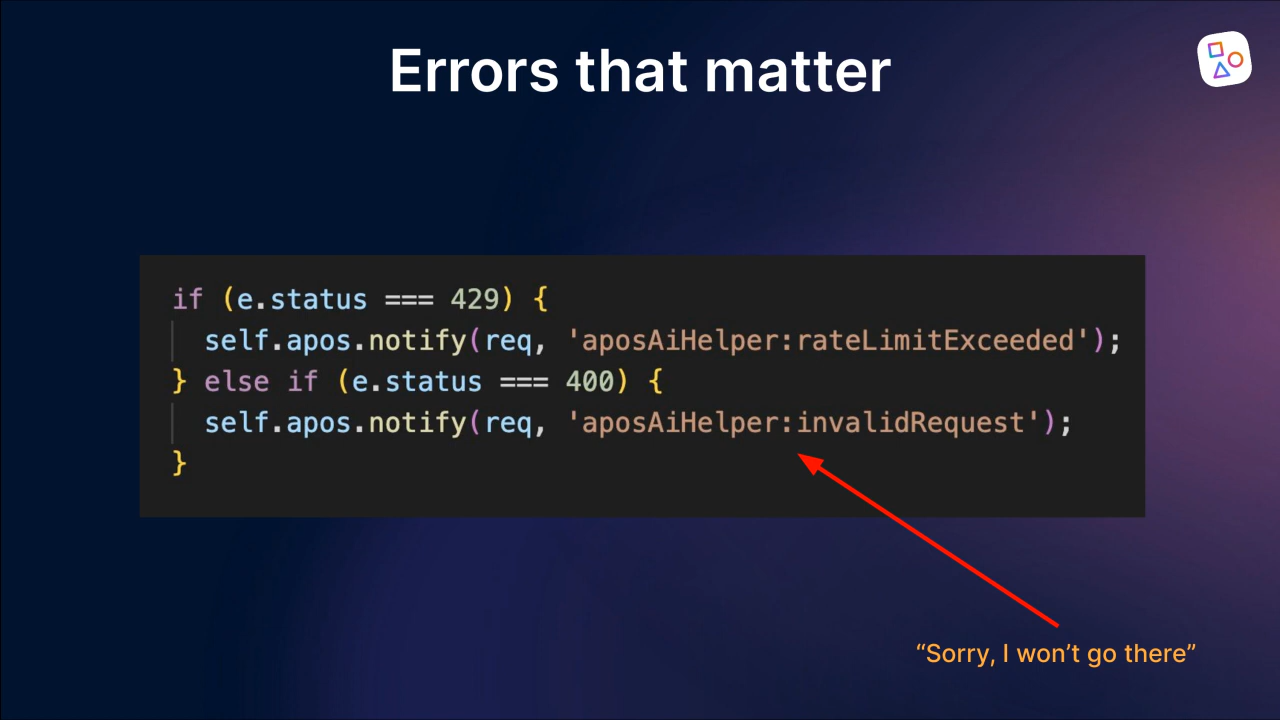 Errors that matter
if (e.status === 429) {
  self.apos.notify(req, 'aposAiHelper:rateLimitExceeded');
} else if (e.status === 400) {
  self.apos.notify(req, 'aposAiHelper:invalidRequest');
}
“Sorry, I won’t go there”